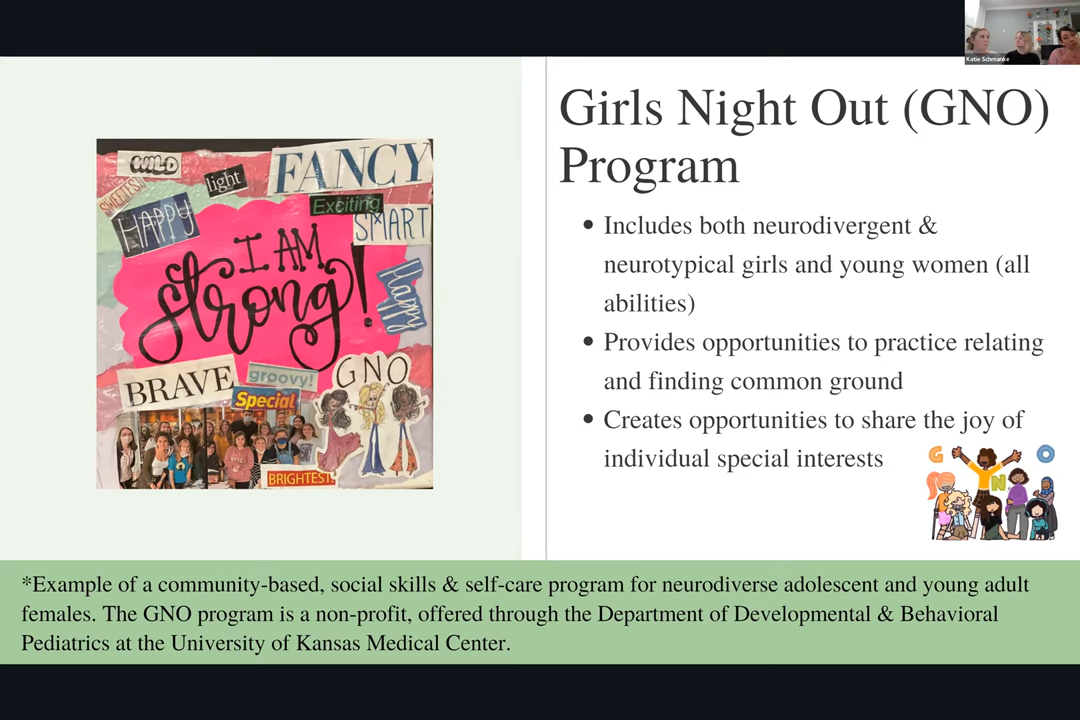 Katie Schmanke
Girls Night Out (GNO)
Program
WILD
SWEETEST
light
FANCY
Exciting
HAPPY
SMART
I AM
strong!
happy
BRAVE
groovy!
Special
GNO
BRIGHTEST!
• Includes both neurodivergent &
neurotypical girls and young women (all
abilities)
• Provides opportunities to practice relating
and finding common ground
• Creates opportunities to share the joy of
individual special interests
G N O
*Example of a community-based, social skills & self-care program for neurodiverse adolescent and young adult
females. The GNO program is a non-profit, offered through the Department of Developmental & Behavioral
Pediatrics at the University of Kansas Medical Center.